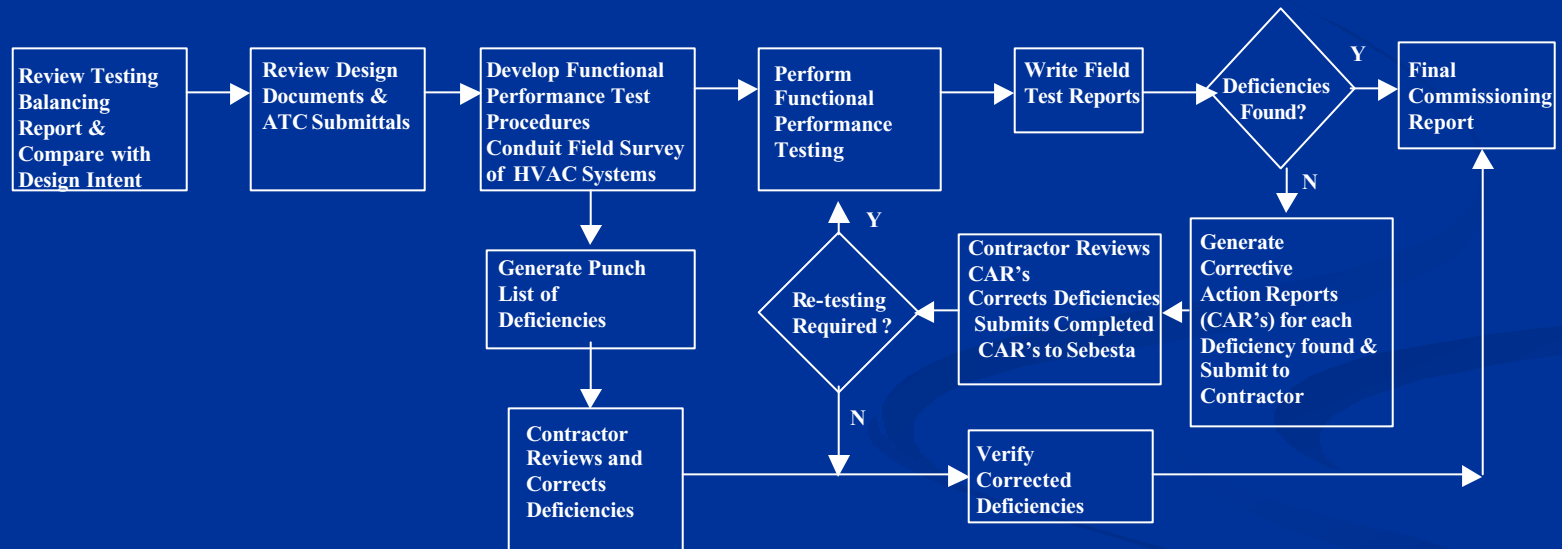 Review Testing
Balancing
Report &
Compare with
Design Intent
Review Design
Documents &
ATC Submittals
Develop Functional
Performance Test
Procedures
Conduit Field Survey
of HVAC Systems
Perform
Functional
Performance
Testing
Write Field
Test Reports
Deficiencies
Found?
Y
Final
Commissioning
Report
N
Generate
Corrective
Action Reports
(CAR's) for each
Deficiency found &
Submit to
Contractor
Contractor Reviews
CAR's
Corrects Deficiencies
Submits Completed
CAR's to Sebesta
Y
Re-testing
Required ?
N
Generate Punch
List of
Deficiencies
Contractor
Reviews and
Corrects
Deficiencies
Verify
Corrected
Deficiencies